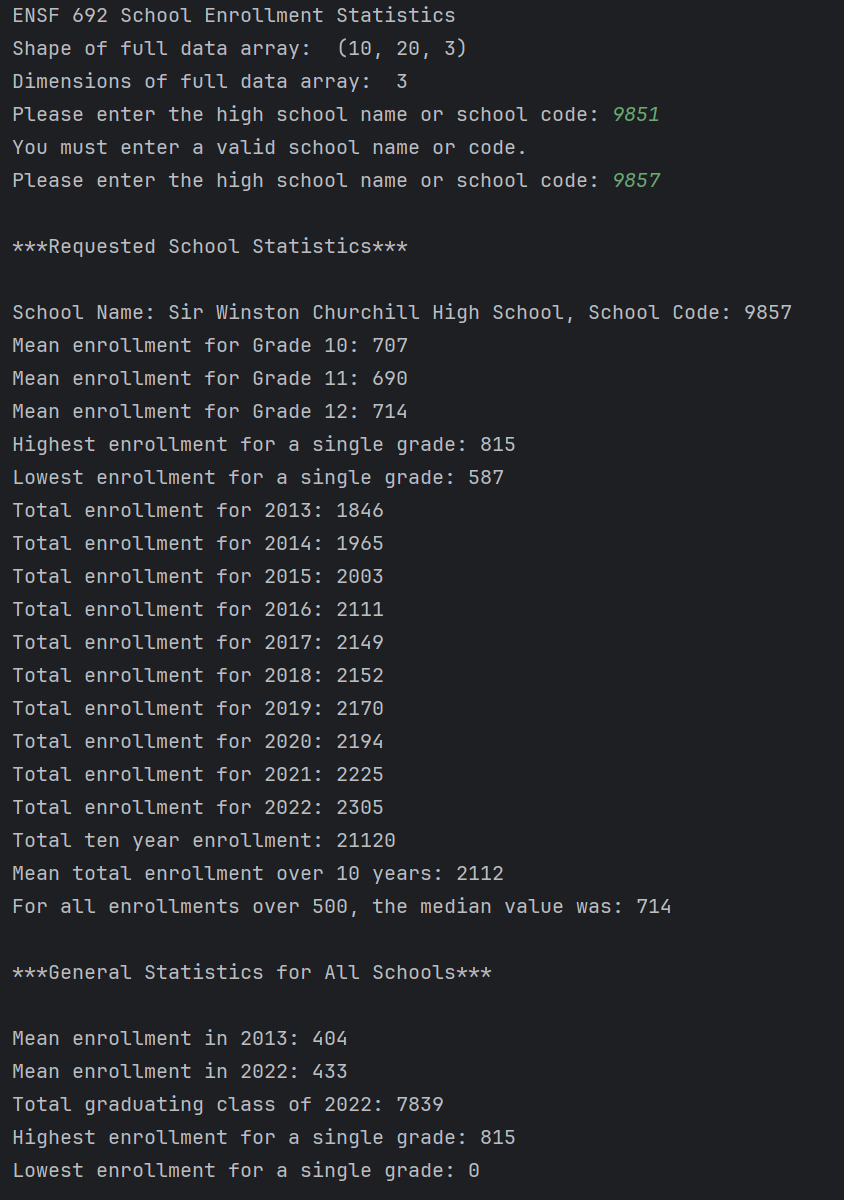 ENSF 692 School Enrollment Statistics
Shape of full data array:  (10, 20, 3)
Dimensions of full data array:  3
Please enter the high school name or school code: 9851
You must enter a valid school name or code.
Please enter the high school name or school code: 9857
***Requested School Statistics***
School Name: Sir Winston Churchill High School, School Code: 9857
Mean enrollment for Grade 10: 707
Mean enrollment for Grade 11: 690
Mean enrollment for Grade 12: 714
Highest enrollment for a single grade: 815
Lowest enrollment for a single grade: 587
Total enrollment for 2013: 1846
Total enrollment for 2014: 1965
Total enrollment for 2015: 2003
Total enrollment for 2016: 2111
Total enrollment for 2017: 2149
Total enrollment for 2018: 2152
Total enrollment for 2019: 2170
Total enrollment for 2020: 2194
Total enrollment for 2021: 2225
Total enrollment for 2022: 2305
Total ten year enrollment: 21120
Mean total enrollment over 10 years: 2112
For all enrollments over 500, the median value was: 714
***General Statistics for All Schools***
Mean enrollment in 2013: 404
Mean enrollment in 2022: 433
Total graduating class of 2022: 7839
Highest enrollment for a single grade: 815
Lowest enrollment for a single grade: 0